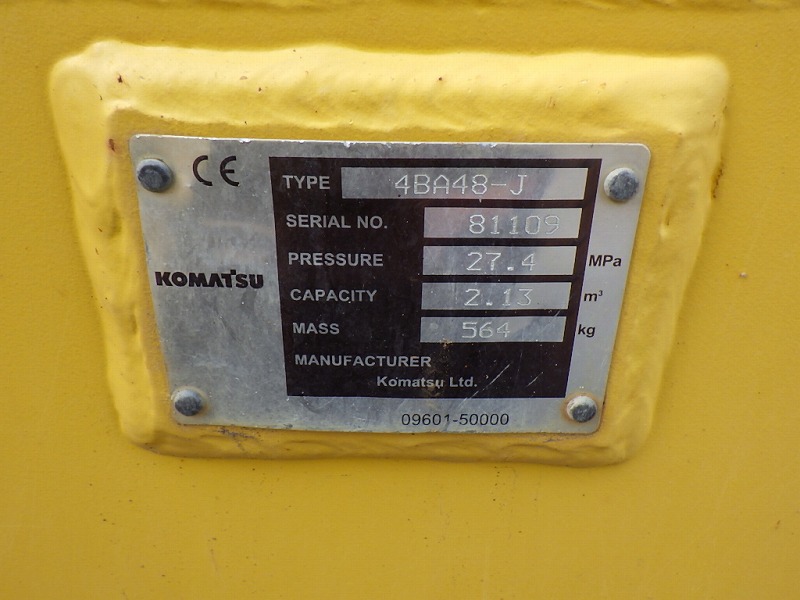 CE
TYPE 4BA48-J
SERIAL NO. 81109
PRESSURE 27.4 MPa
KOMATSU
CAPACITY 2.13 m³
MASS 564 kg
MANUFACTURER
Komatsu Ltd.
09601-50000